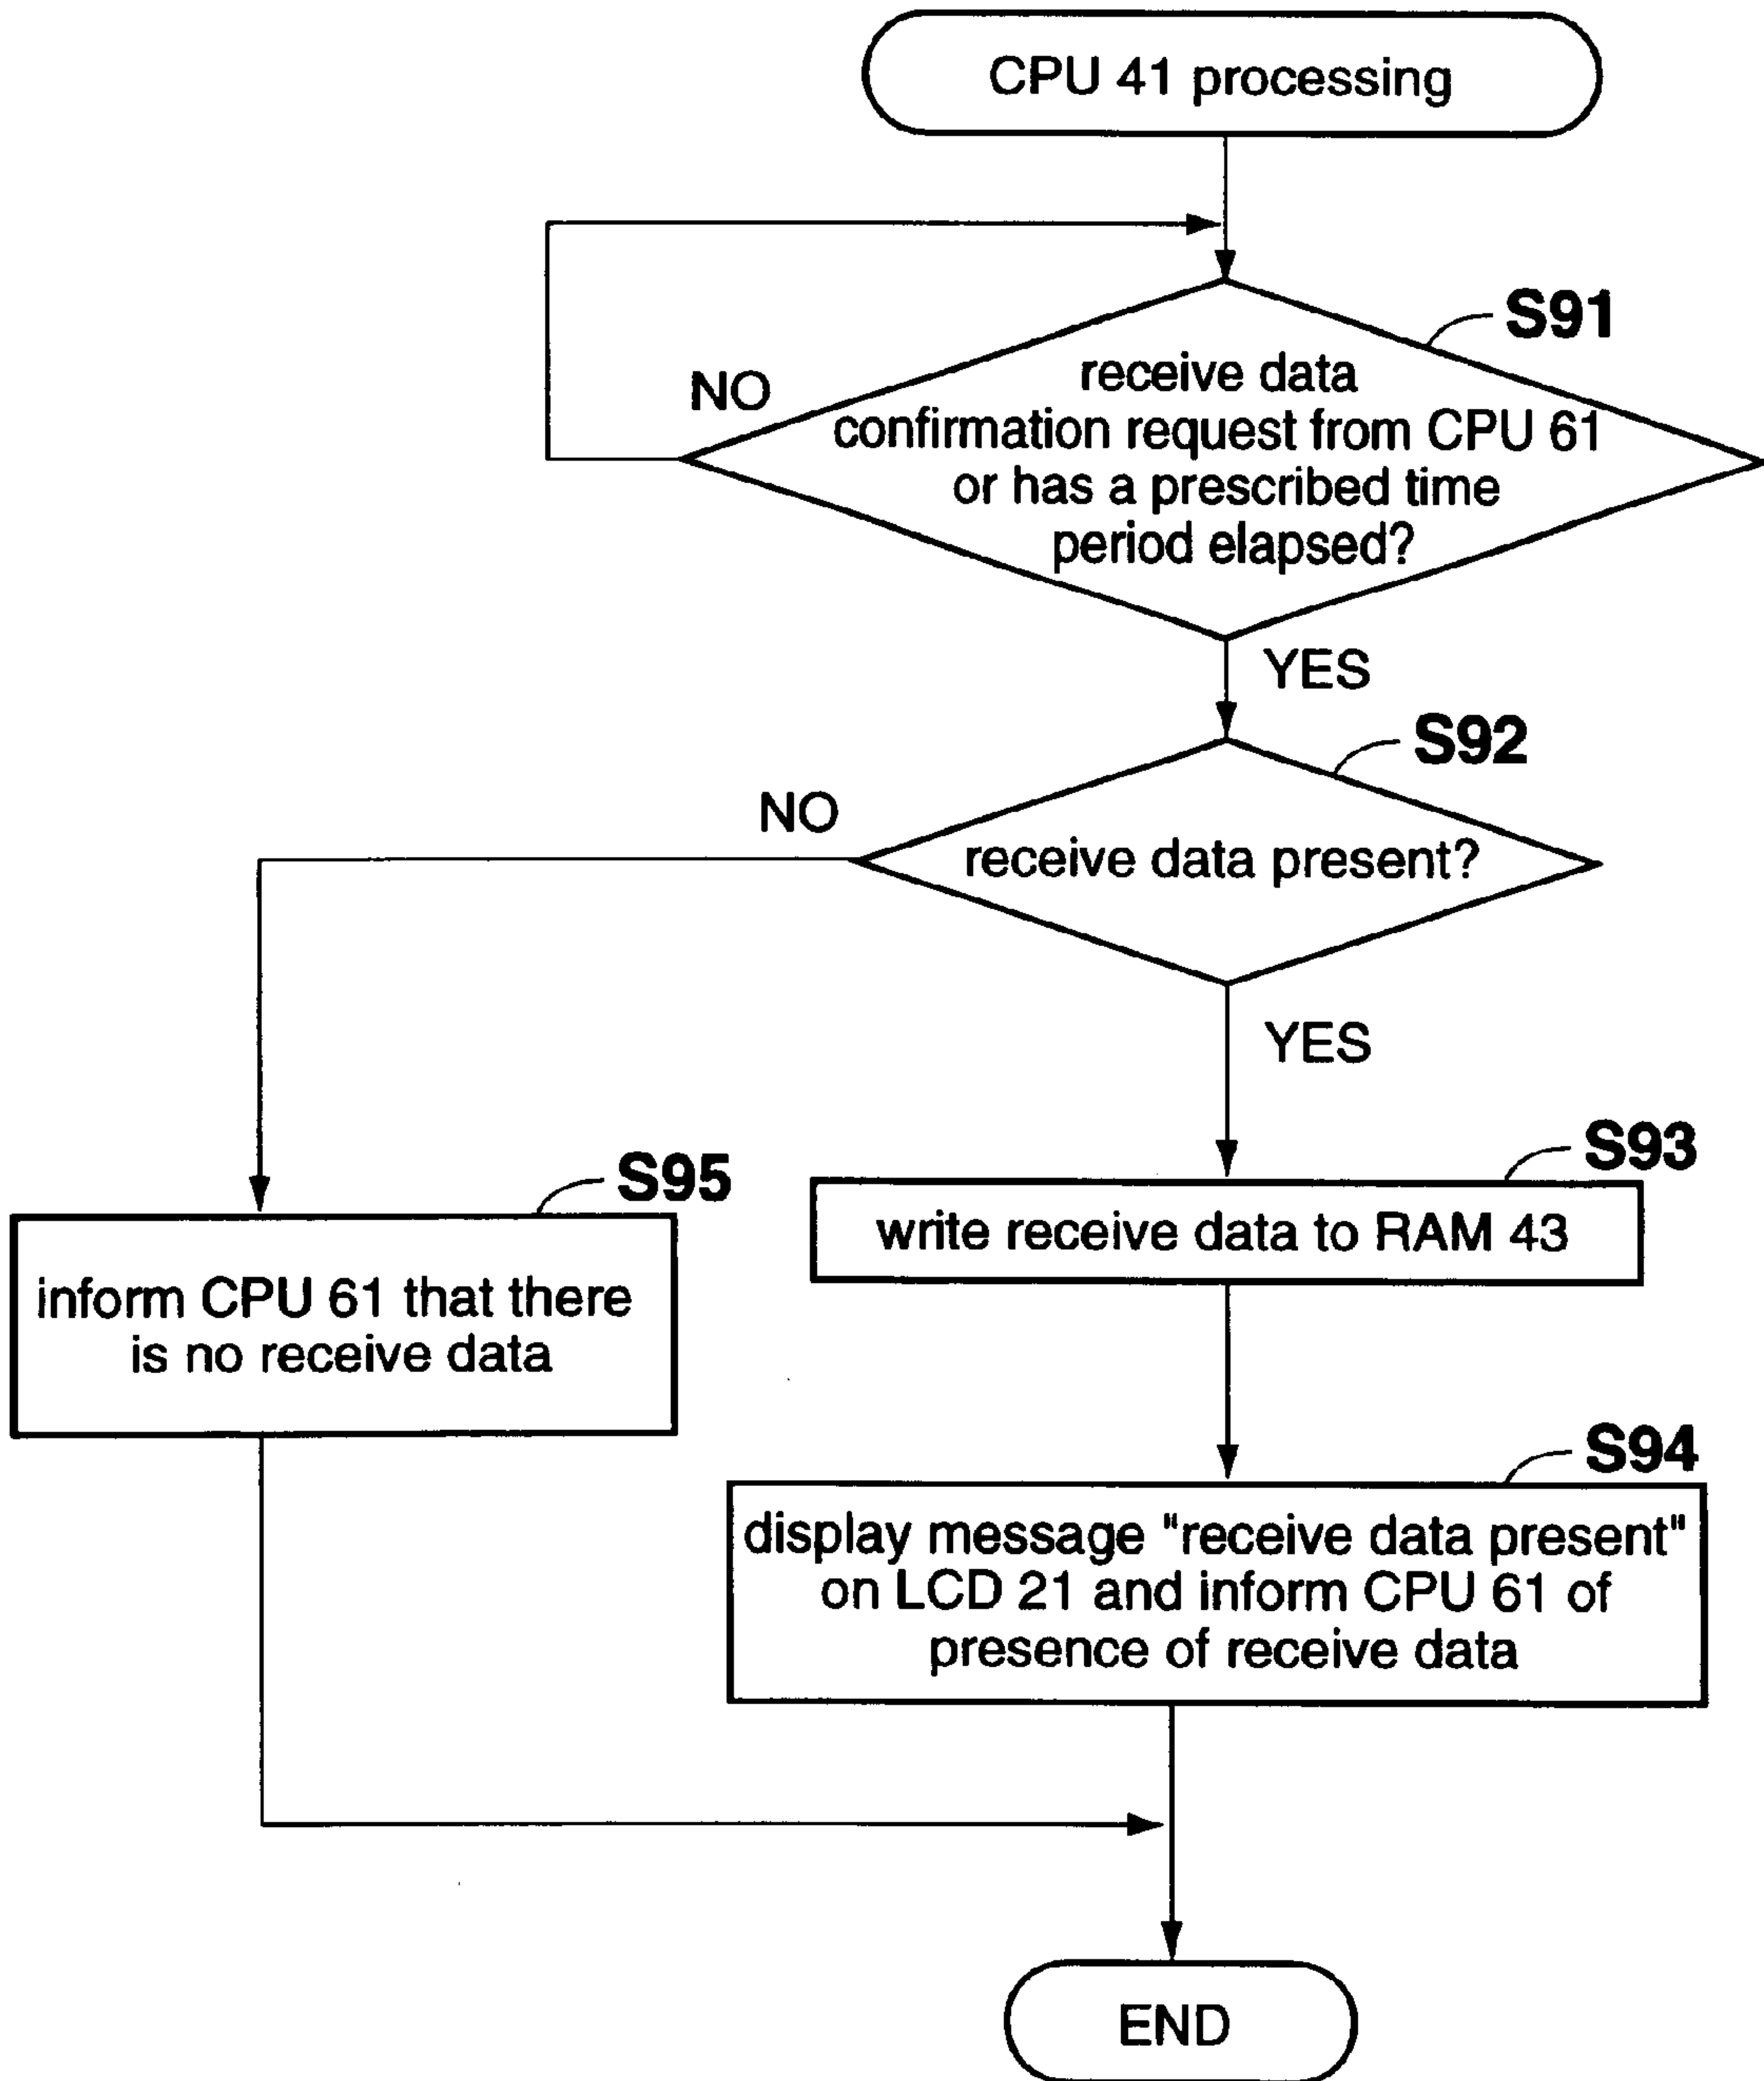 CPU 41 processing
S91
NO
receive data
confirmation request from CPU 61
or has a prescribed time
period elapsed?
YES
S92
NO
receive data present?
YES
S93
write receive data to RAM 43
S95
inform CPU 61 that there
is no receive data
S94
display message "receive data present"
on LCD 21 and inform CPU 61 of
presence of receive data
END